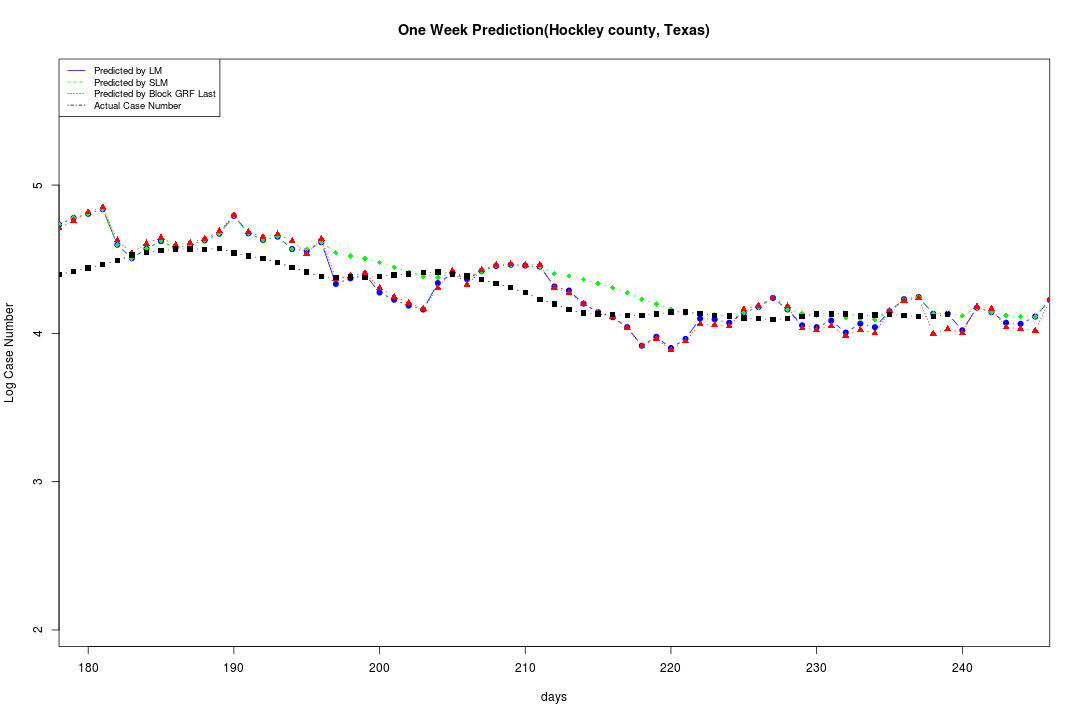 One Week Prediction(Hockley county, Texas)
Predicted by LM
Predicted by SLM
Predicted by Block GRF Last
Actual Case Number
Log Case Number
5
4
3
2
180 190 200 210 220 230 240
days